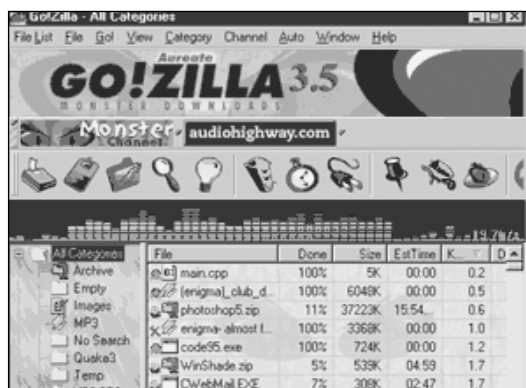 Go!Zilla - All Categories
File List File Go! View Category Channel Auto Window Help
Aureate
GO!ZILLA 3.5
MONSTER DOWNLOADS
Monster Channel audiohighway.com
All Categories
Archive
Empty
Images
MP3
No Search
Quake3
Temp
File Done Size EstTime K... D
main.cpp 100% 5K 00:00 0.2
[enigma]_club_d... 100% 6048K 00:00 0.5
photoshop5.zip 11% 37223K 15:54... 0.6
enigma- almost f... 100% 3368K 00:00 1.0
code95.exe 100% 724K 00:00 1.2
WinShade.zip 5% 539K 04:59 1.7
CWebMail.EXE 7% 308K 02:47 1.7